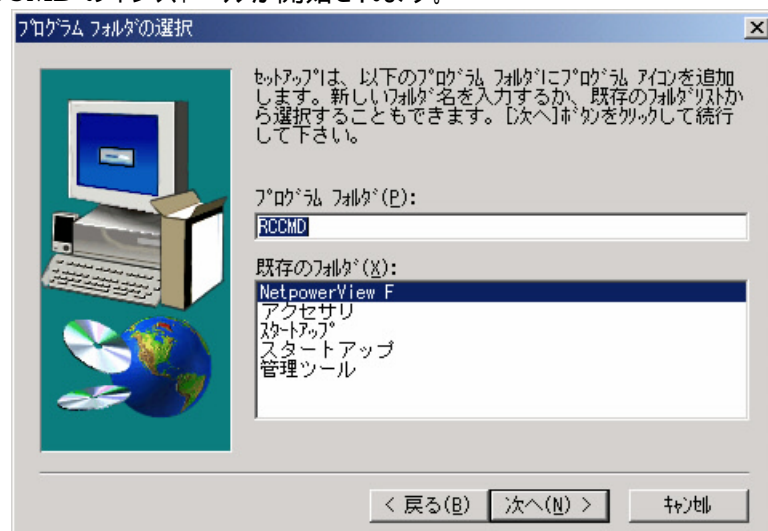 プログラム フォルダの選択
ｾｯﾄｱｯﾌﾟは、以下のﾌﾟﾛｸﾞﾗﾑ ﾌｫﾙﾀﾞにﾌﾟﾛｸﾞﾗﾑ ｱｲｺﾝを追加
します。新しいﾌｫﾙﾀﾞ名を入力するか、既存のﾌｫﾙﾀﾞﾘｽﾄか
ら選択することもできます。[次へ]ﾎﾞﾀﾝをｸﾘｯｸして続行
して下さい。
ﾌﾟﾛｸﾞﾗﾑ ﾌｫﾙﾀﾞ(P):
RCCMD
既存のﾌｫﾙﾀﾞ(X):
NetpowerView F
アクセサリ
ｽﾀｰﾄｱｯﾌﾟ
スタートアップ
管理ツール
< 戻る(B)
次へ(N) >
ｷｬﾝｾﾙ